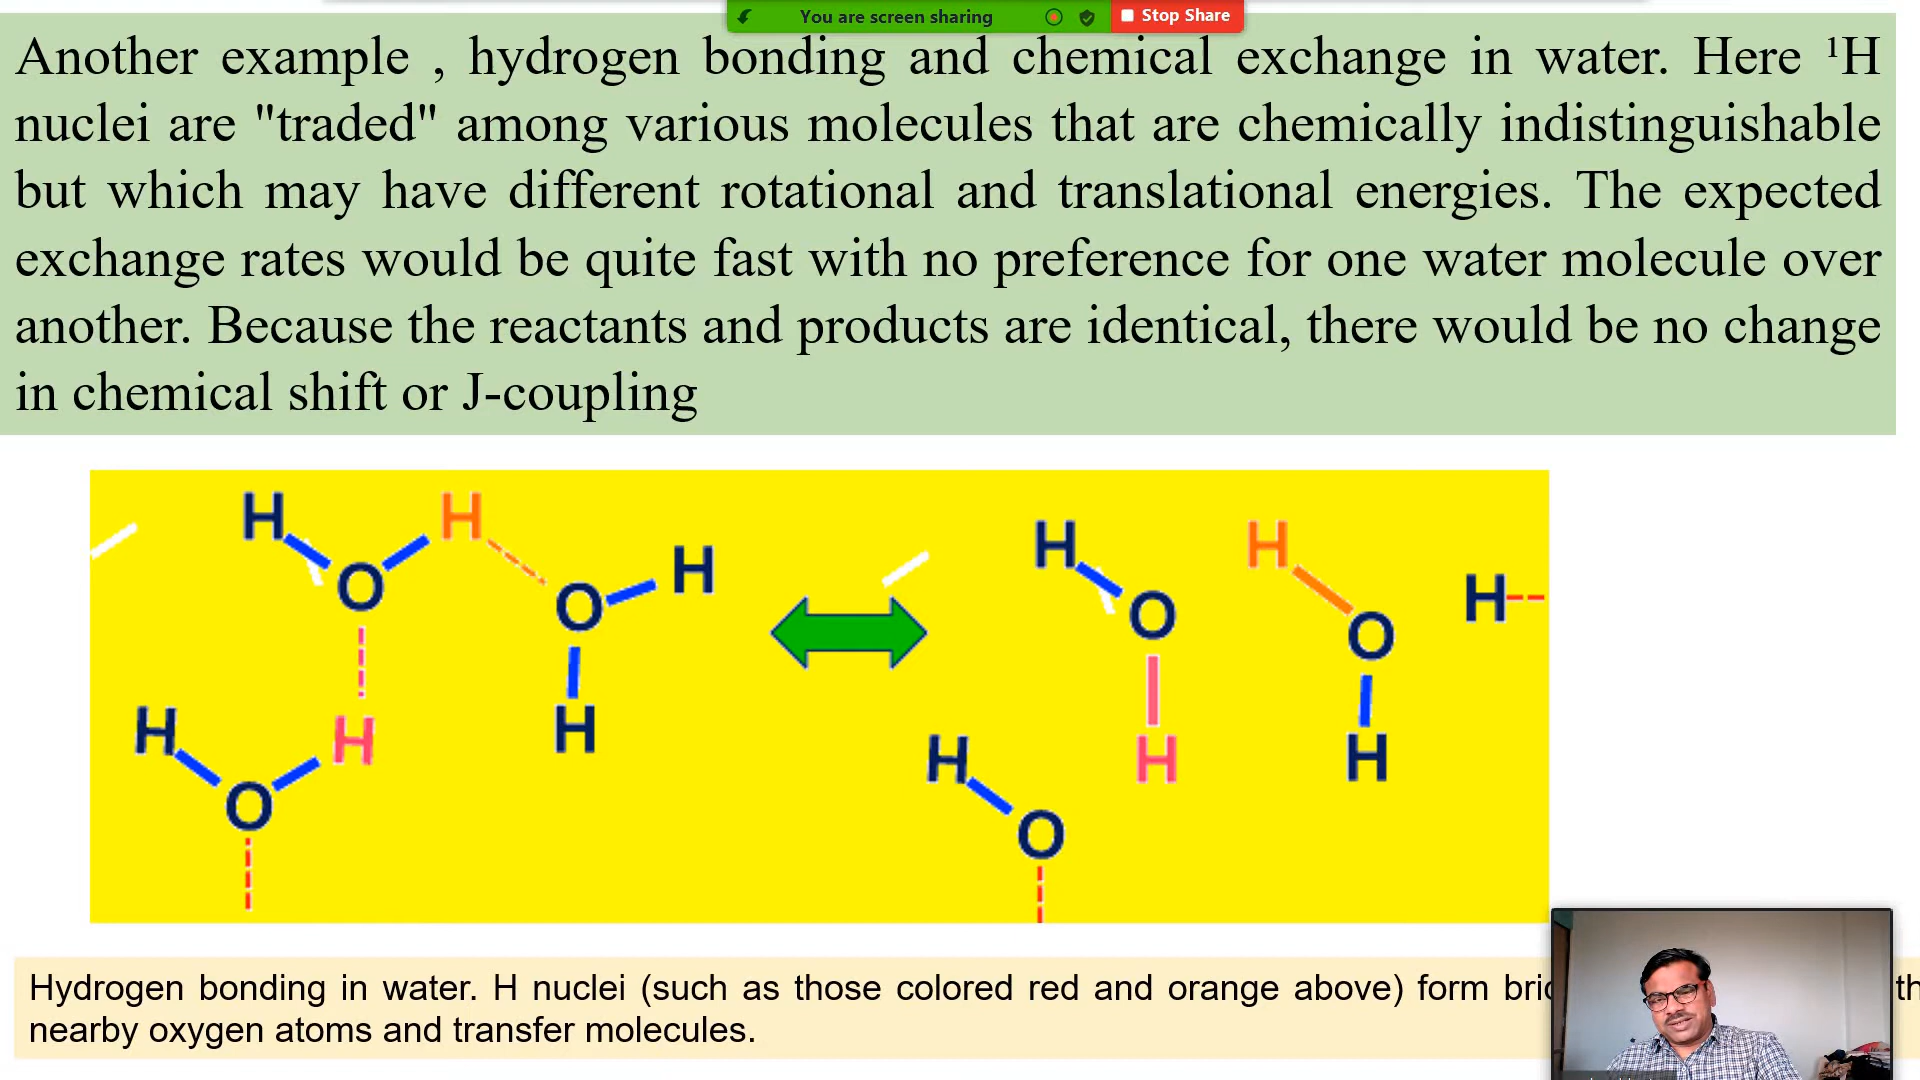 You are screen sharing Stop Share
Another example , hydrogen bonding and chemical exchange in water. Here ¹H
nuclei are "traded" among various molecules that are chemically indistinguishable
but which may have different rotational and translational energies. The expected
exchange rates would be quite fast with no preference for one water molecule over
another. Because the reactants and products are identical, there would be no change
in chemical shift or J-coupling
H H
O
O H
H
H
H
O
H
O
H
O
H
H
H
H
O
Hydrogen bonding in water. H nuclei (such as those colored red and orange above) form
nearby oxygen atoms and transfer molecules.